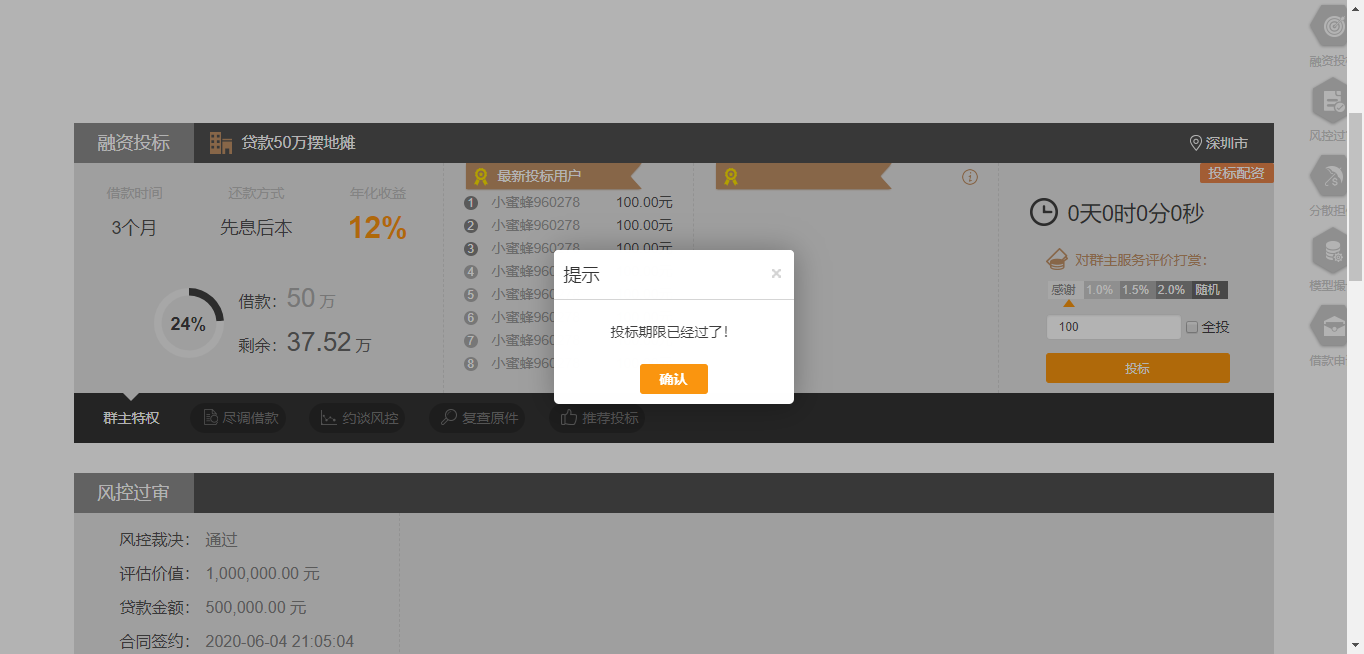 融资投标
贷款50万摆地摊
深圳市
借款时间
还款方式
年化收益
3个月
先息后本
12%
24%
借款：50 万
剩余：37.52 万
最新投标用户
1 小蜜蜂960278 100.00元
2 小蜜蜂960278 100.00元
3 小蜜蜂960278 100.00元
4 小蜜蜂960
5 小蜜蜂960
6 小蜜蜂960
7 小蜜蜂960
8 小蜜蜂960
投标配资
0天0时0分0秒
对群主服务评价打赏：
感谢 1.0% 1.5% 2.0% 随机
100
全投
投标
提示
×
投标期限已经过了！
确认
群主特权
尽调借款
约谈风控
复查原件
推荐投标
风控过审
风控裁决： 通过
评估价值： 1,000,000.00 元
贷款金额： 500,000.00 元
合同签约： 2020-06-04 21:05:04
融资投
风控过
分散担
模型操
借款申